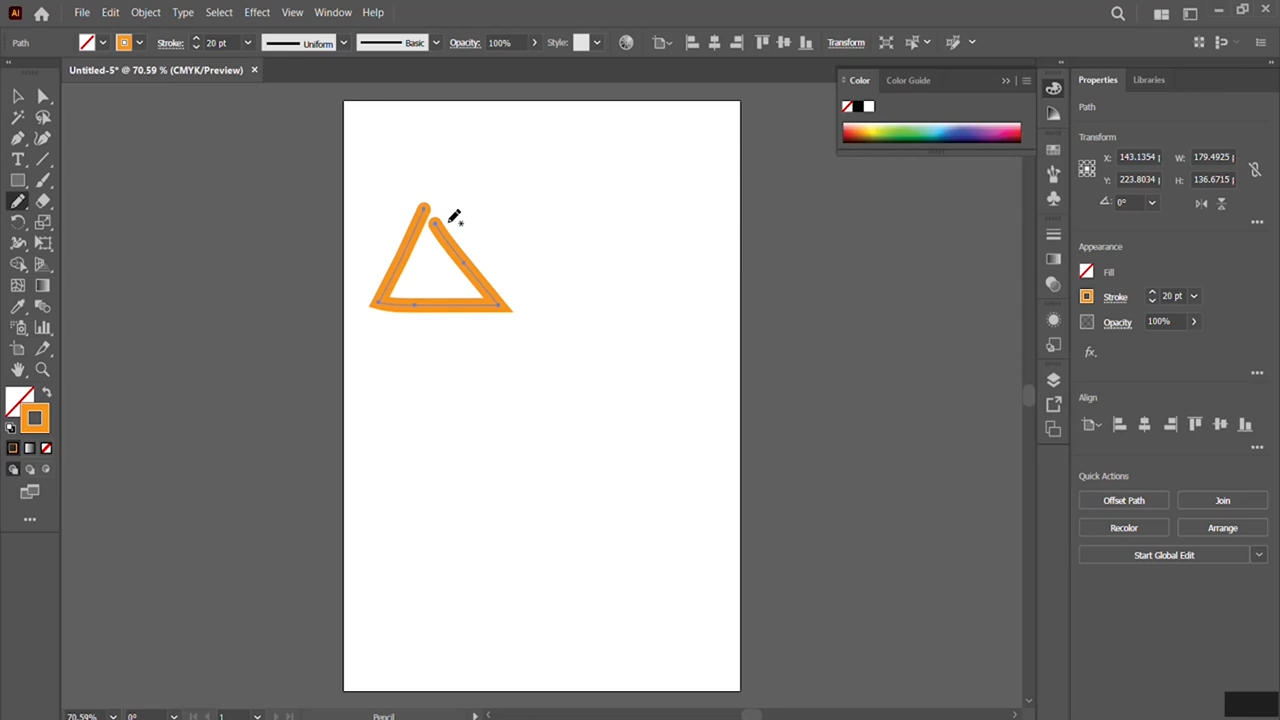 Ai File Edit Object Type Select Effect View Window Help
Path Stroke: 20 pt Uniform Basic Opacity: 100% Style: Transform
Untitled-5* @ 70.59 % (CMYK/Preview)
Color Color Guide
Properties Libraries
Path
Transform
X: 143.1354 p W: 179.4925
Y: 223.8034 H: 136.6715
0°
Appearance
Fill
Stroke 20 pt
Opacity 100%
fx.
Align
Quick Actions
Offset Path Join
Recolor Arrange
Start Global Edit
70.59% 0° 1 Pencil